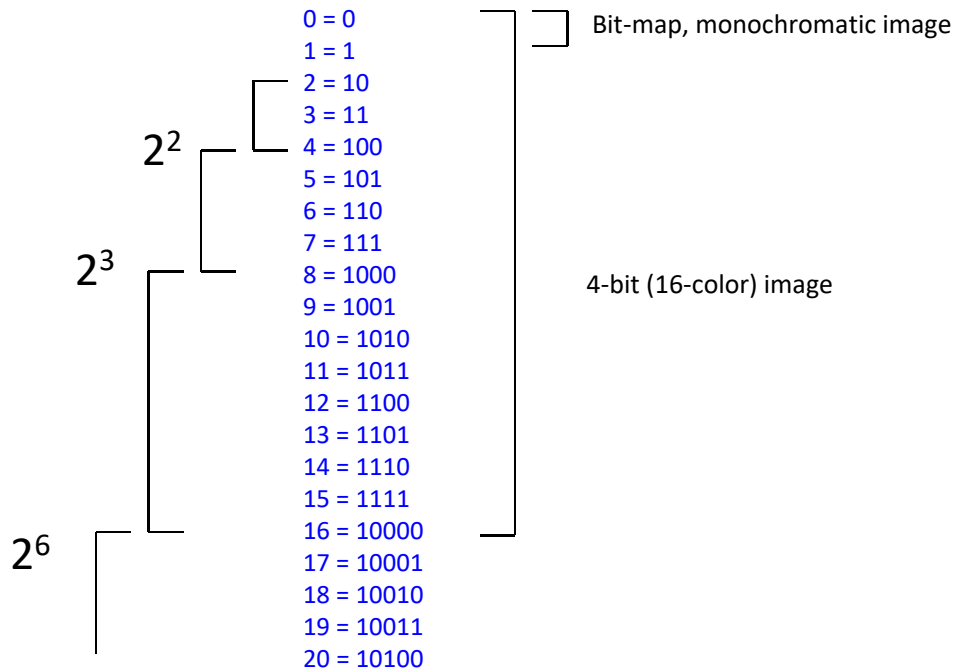 0 = 0
Bit-map, monochromatic image
1 = 1
2 = 10
3 = 11
2² 4 = 100
5 = 101
6 = 110
7 = 111
2³ 8 = 1000
4-bit (16-color) image
9 = 1001
10 = 1010
11 = 1011
12 = 1100
13 = 1101
14 = 1110
15 = 1111
16 = 10000
2⁶ 17 = 10001
18 = 10010
19 = 10011
20 = 10100